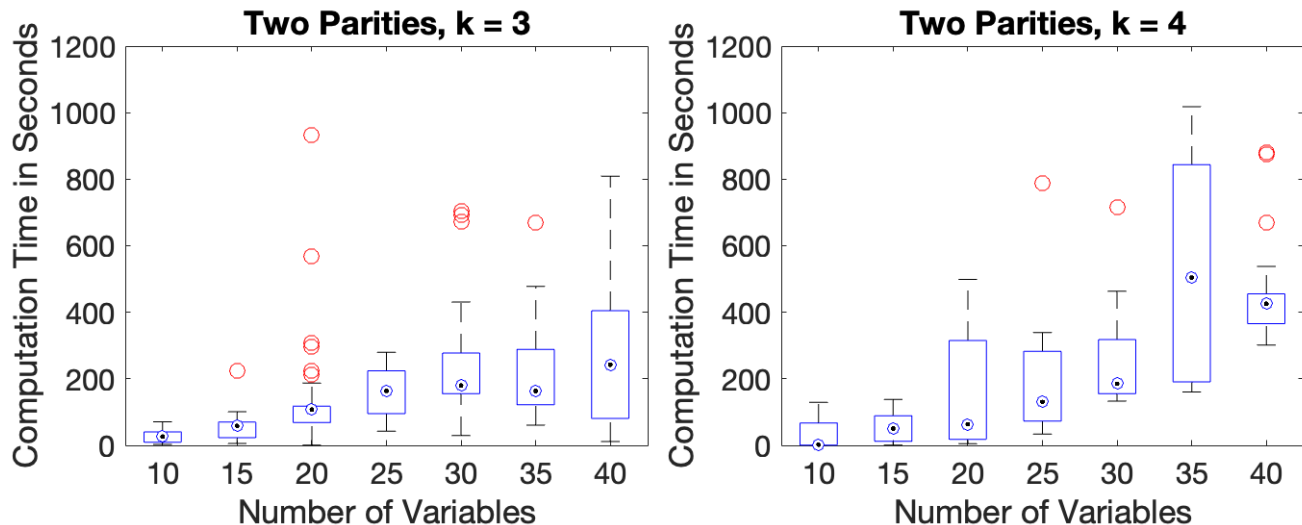 Two Parities, k = 3
Computation Time in Seconds
1200
1000
800
600
400
200
0
10 15 20 25 30 35 40
Number of Variables
Two Parities, k = 4
Computation Time in Seconds
1200
1000
800
600
400
200
0
10 15 20 25 30 35 40
Number of Variables